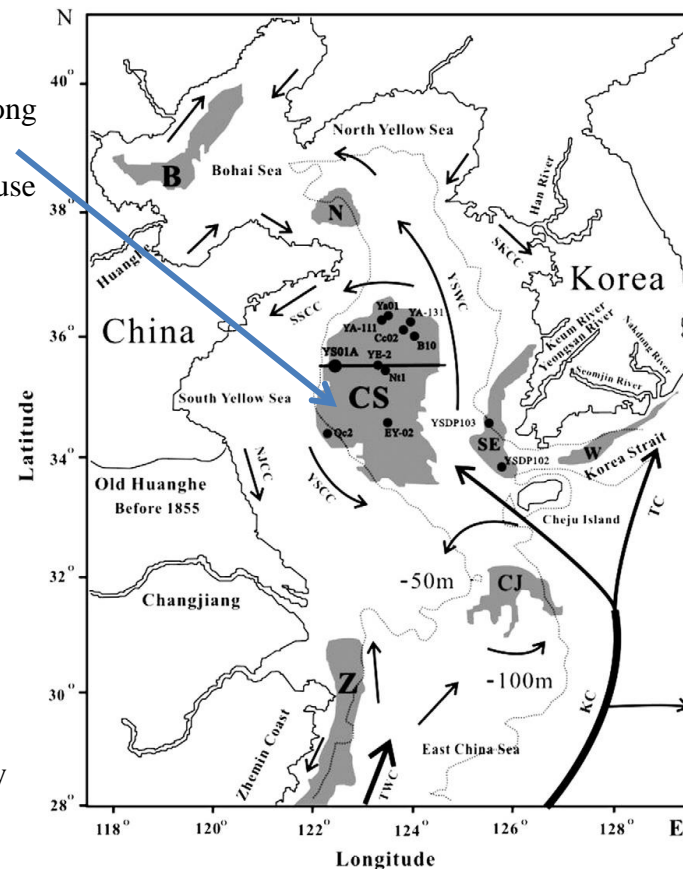 N
40°
ong
use
North Yellow Sea
Bohai Sea
B
38°
N
Han River
SKCC
Huanghe
YSWC
Korea
SSCC
China
Ya01
YA-111
YA-131
Cc02
B10
36°
YS01A
YE-2
Nt1
CS
Keum River
Yeongsan River
Nakdong River
Seomjin River
South Yellow Sea
Qc2
EY-02
YSDP103
SE
YSDP102
W
Korea Strait
Latitude
34°
NJCC
YSCC
Old Huanghe
Before 1855
Cheju Island
TC
32°
-50m
CJ
Changjiang
30°
Z
-100m
KC
Zhemin Coast
East China Sea
TWC
y
28°
118° 120° 122° 124° 126° 128° E
Longitude